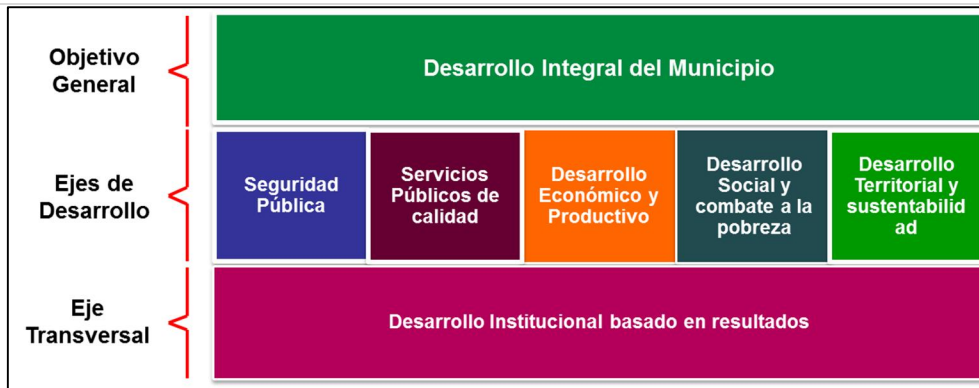 Objetivo
General
Desarrollo Integral del Municipio
Ejes de
Desarrollo
Seguridad
Pública
Servicios
Públicos de
calidad
Desarrollo
Económico y
Productivo
Desarrollo
Social y
combate a la
pobreza
Desarrollo
Territorial y
sustentabilid
ad
Eje
Transversal
Desarrollo Institucional basado en resultados